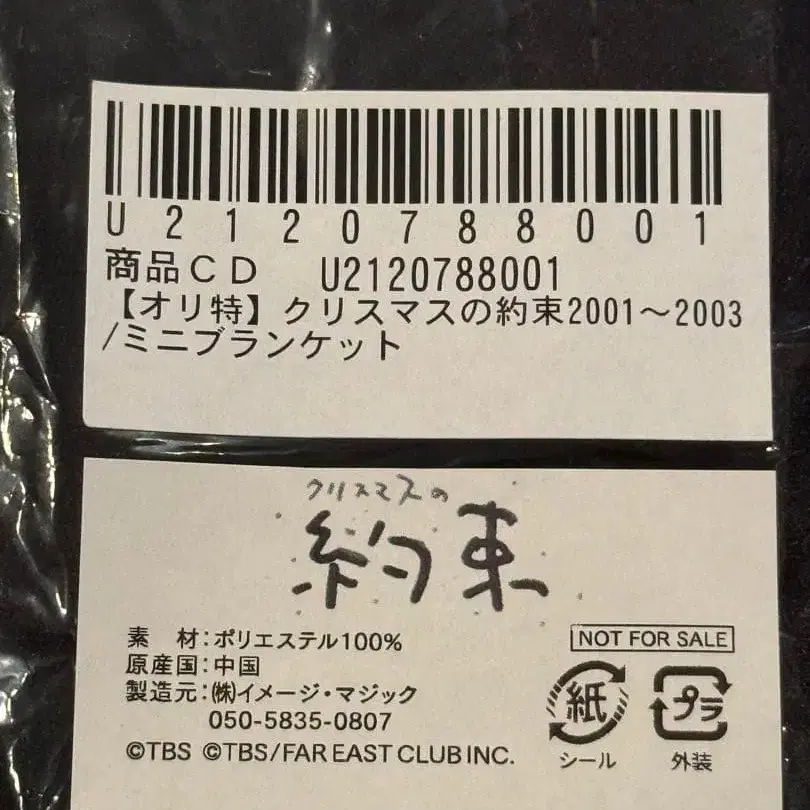 U2120788001
商品CD U2120788001
【オリ特】クリスマスの約束2001～2003
/ミニブランケット
クリスマスの
約束
素 材:ポリエステル100%
原産国:中国
製造元:㈱イメージ・マジック
050-5835-0807
©TBS ©TBS/FAR EAST CLUB INC.
NOT FOR SALE
紙
シール
プラ
外装